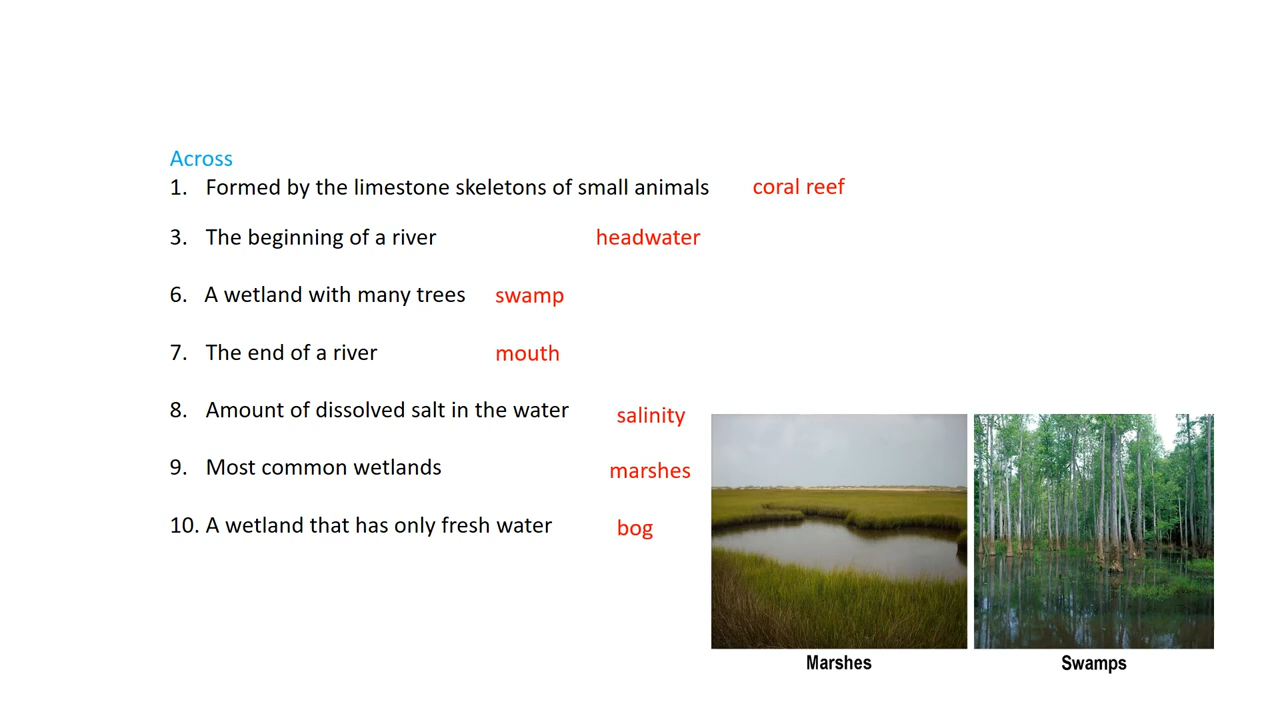 Across
1. Formed by the limestone skeletons of small animals coral reef
3. The beginning of a river headwater
6. A wetland with many trees swamp
7. The end of a river mouth
8. Amount of dissolved salt in the water salinity
9. Most common wetlands marshes
10. A wetland that has only fresh water bog
Marshes Swamps